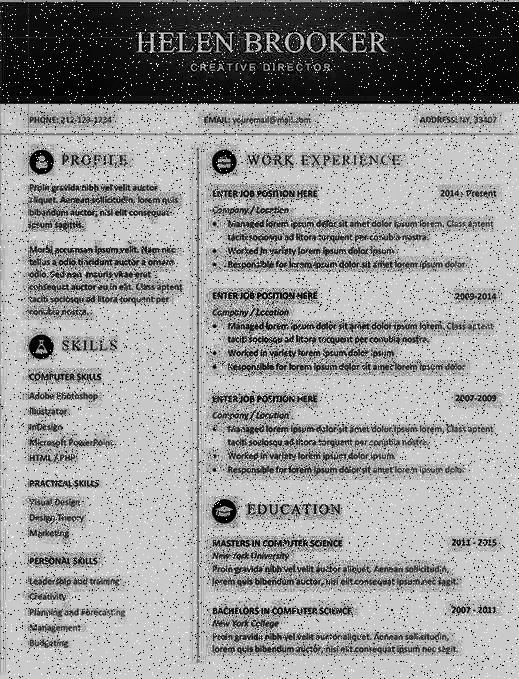 HELEN BROOKER
CREATIVE DIRECTOR
PHONE: 212-123-1234
EMAIL: youremail@mail.com
ADDRESS: NY, 33407
PROFILE
Proin gravida nibh vel velit auctor
aliquet. Aenean sollicitudin, lorem quis
bibendum auctor, nisi elit consequat
ipsum sagittis.
Morbi accumsan ipsum velit. Nam nec
tellus a odio tincidunt auctor a ornare
odio. Sed non mauris vitae erat
consequat auctor eu in elit. Class aptent
taciti sociosqu ad litora torquent per
conubia nostra.
SKILLS
COMPUTER SKILLS
Adobe Photoshop
Illustrator
InDesign
Microsoft PowerPoint
HTML / PHP
PRACTICAL SKILLS
Visual Design
Design Theory
Marketing
PERSONAL SKILLS
Leadership and training
Creativity
Planning and Forecasting
Management
Budgeting
WORK EXPERIENCE
ENTER JOB POSITION HERE 2014 - Present
Company / Location
• Managed lorem ipsum dolor sit amet dolor ipsum lorem. Class aptent
taciti sociosqu ad litora torquent per conubia nostra.
• Worked in variety lorem ipsum dolor ipsum
• Responsible for lorem ipsum dolor sit amet lorem ipsum dolor
ENTER JOB POSITION HERE 2009-2014
Company / Location
• Managed lorem ipsum dolor sit amet dolor ipsum lorem. Class aptent
taciti sociosqu ad litora torquent per conubia nostra.
• Worked in variety lorem ipsum dolor ipsum
• Responsible for lorem ipsum dolor sit amet lorem ipsum dolor
ENTER JOB POSITION HERE 2007-2009
Company / Location
• Managed lorem ipsum dolor sit amet dolor ipsum lorem. Class aptent
taciti sociosqu ad litora torquent per conubia nostra.
• Worked in variety lorem ipsum dolor ipsum
• Responsible for lorem ipsum dolor sit amet lorem ipsum dolor
EDUCATION
MASTERS IN COMPUTER SCIENCE 2011 - 2015
New York University
Proin gravida nibh vel velit auctor aliquet. Aenean sollicitudin,
lorem quis bibendum auctor, nisi elit consequat ipsum nec sagit.
BACHELORS IN COMPUTER SCIENCE 2007 - 2011
New York College
Proin gravida nibh vel velit auctor aliquet. Aenean sollicitudin,
lorem quis bibendum auctor, nisi elit consequat ipsum nec sagit.